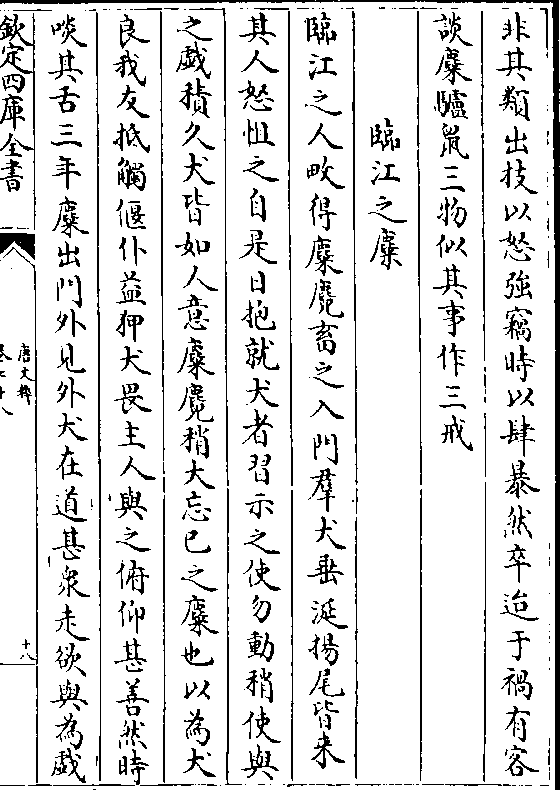 非其類出技以怒強竊時以肆暴然卒迨于禍有客
談麋驢鼠三物似其事作三戒
臨江之麋
臨江之人畋得麋麑畜之入門羣犬垂涎揚尾皆来
其人怒怛之自是日抱就犬者習示之使勿動稍使與
之戲積久犬皆如人意麋麑稍大忘已之麋也以為犬
良我友抵觸偃仆益狎犬畏主人與之俯仰甚善然時
啖其舌三年麋出門外見外犬在道甚衆走欲與為戲
欽定四庫全書
唐文粹
十八